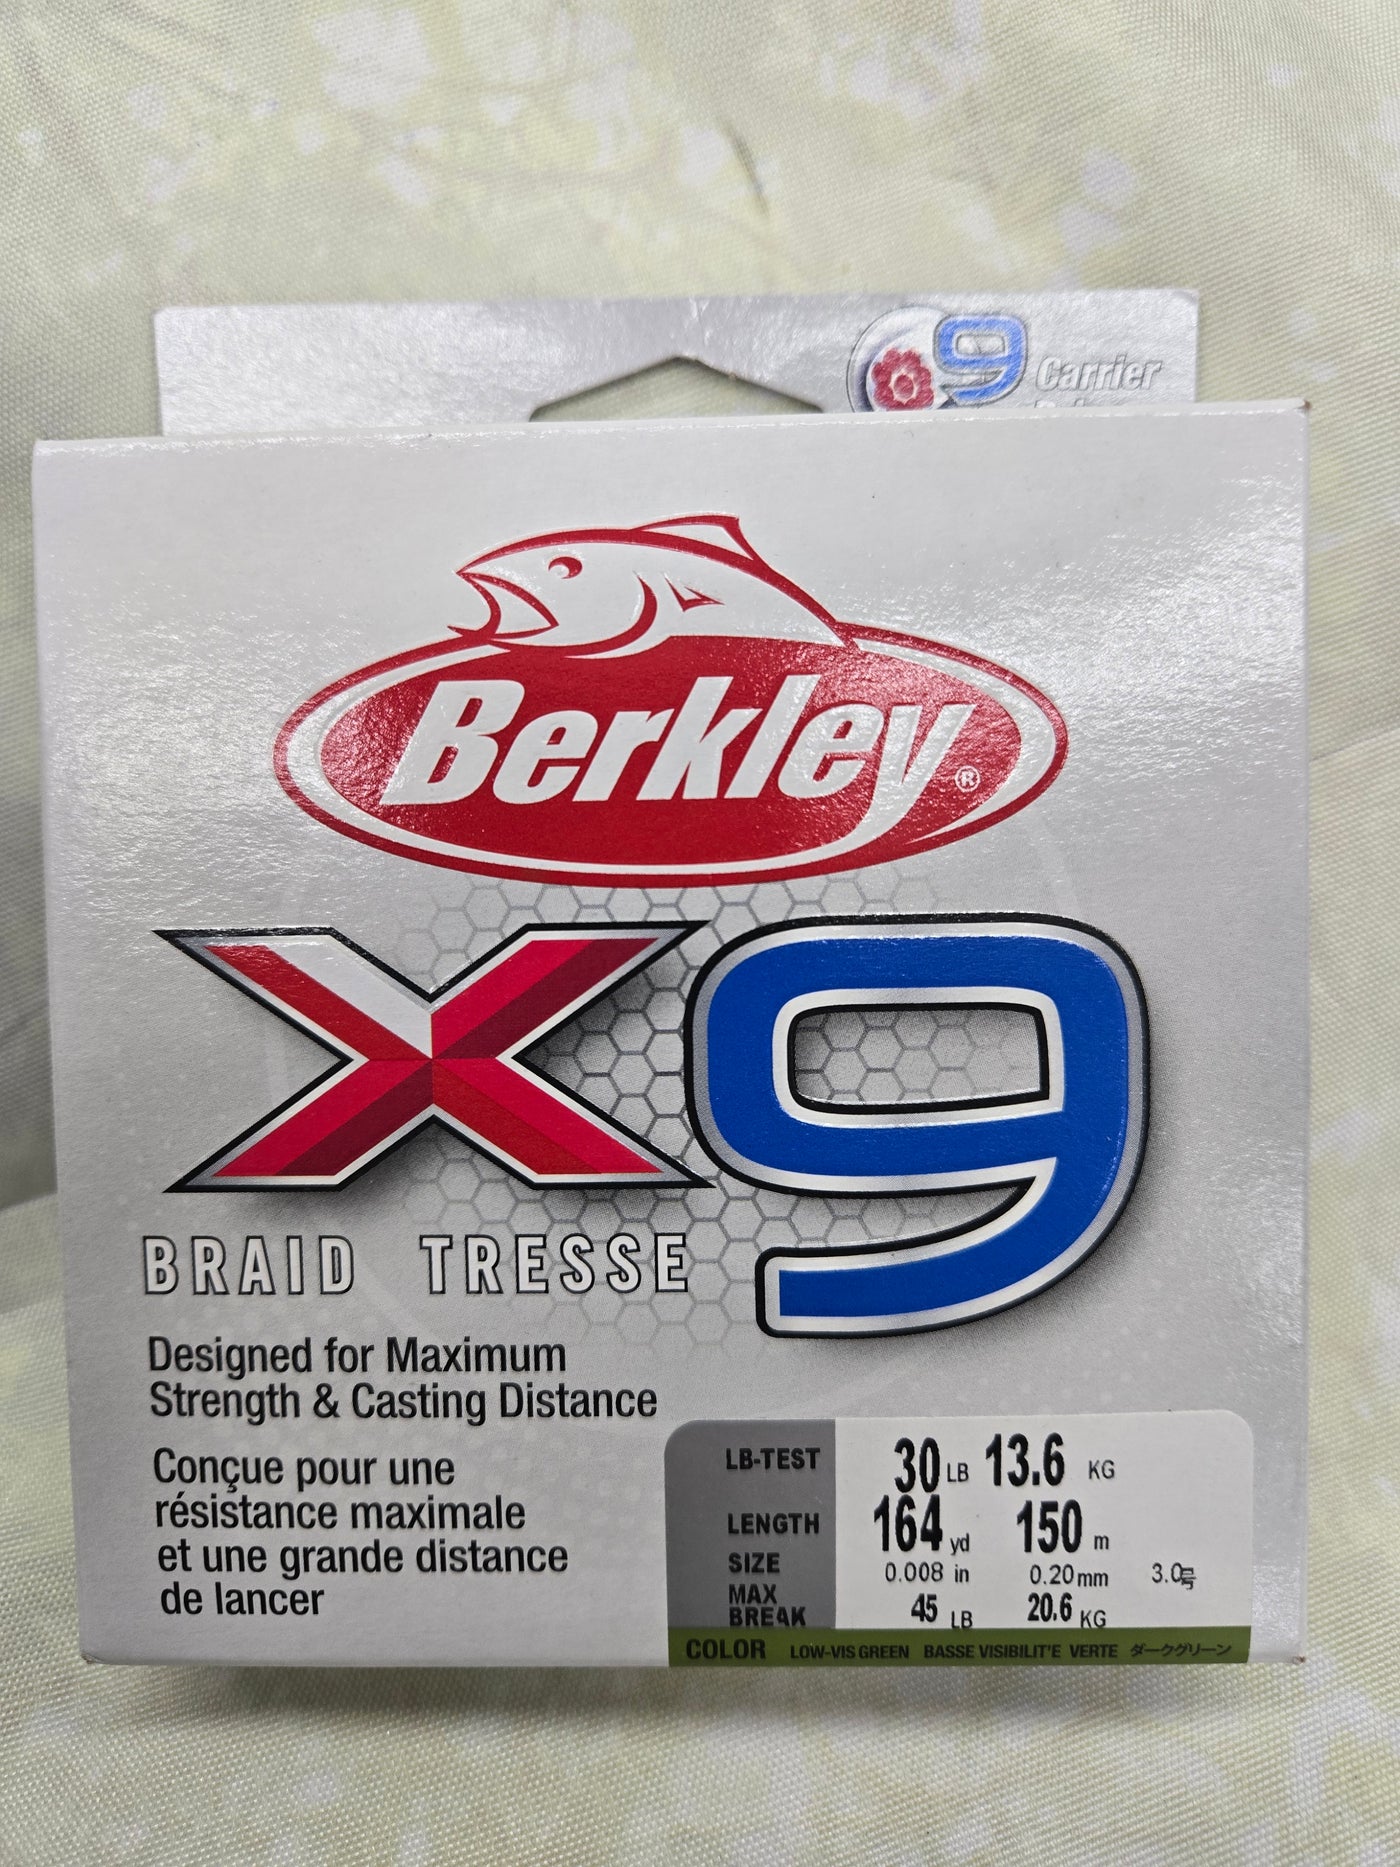 9 Carrier
Berkley®
X9
BRAID TRESSE
Designed for Maximum
Strength & Casting Distance
Conçue pour une
résistance maximale
et une grande distance
de lancer
LB-TEST 30 LB 13.6 KG
LENGTH 164 yd 150 m
SIZE 0.008 in 0.20mm 3.0号
MAX
BREAK 45 LB 20.6 KG
COLOR LOW-VIS GREEN BASSE VISIBILIT'E VERTE ダークグリーン